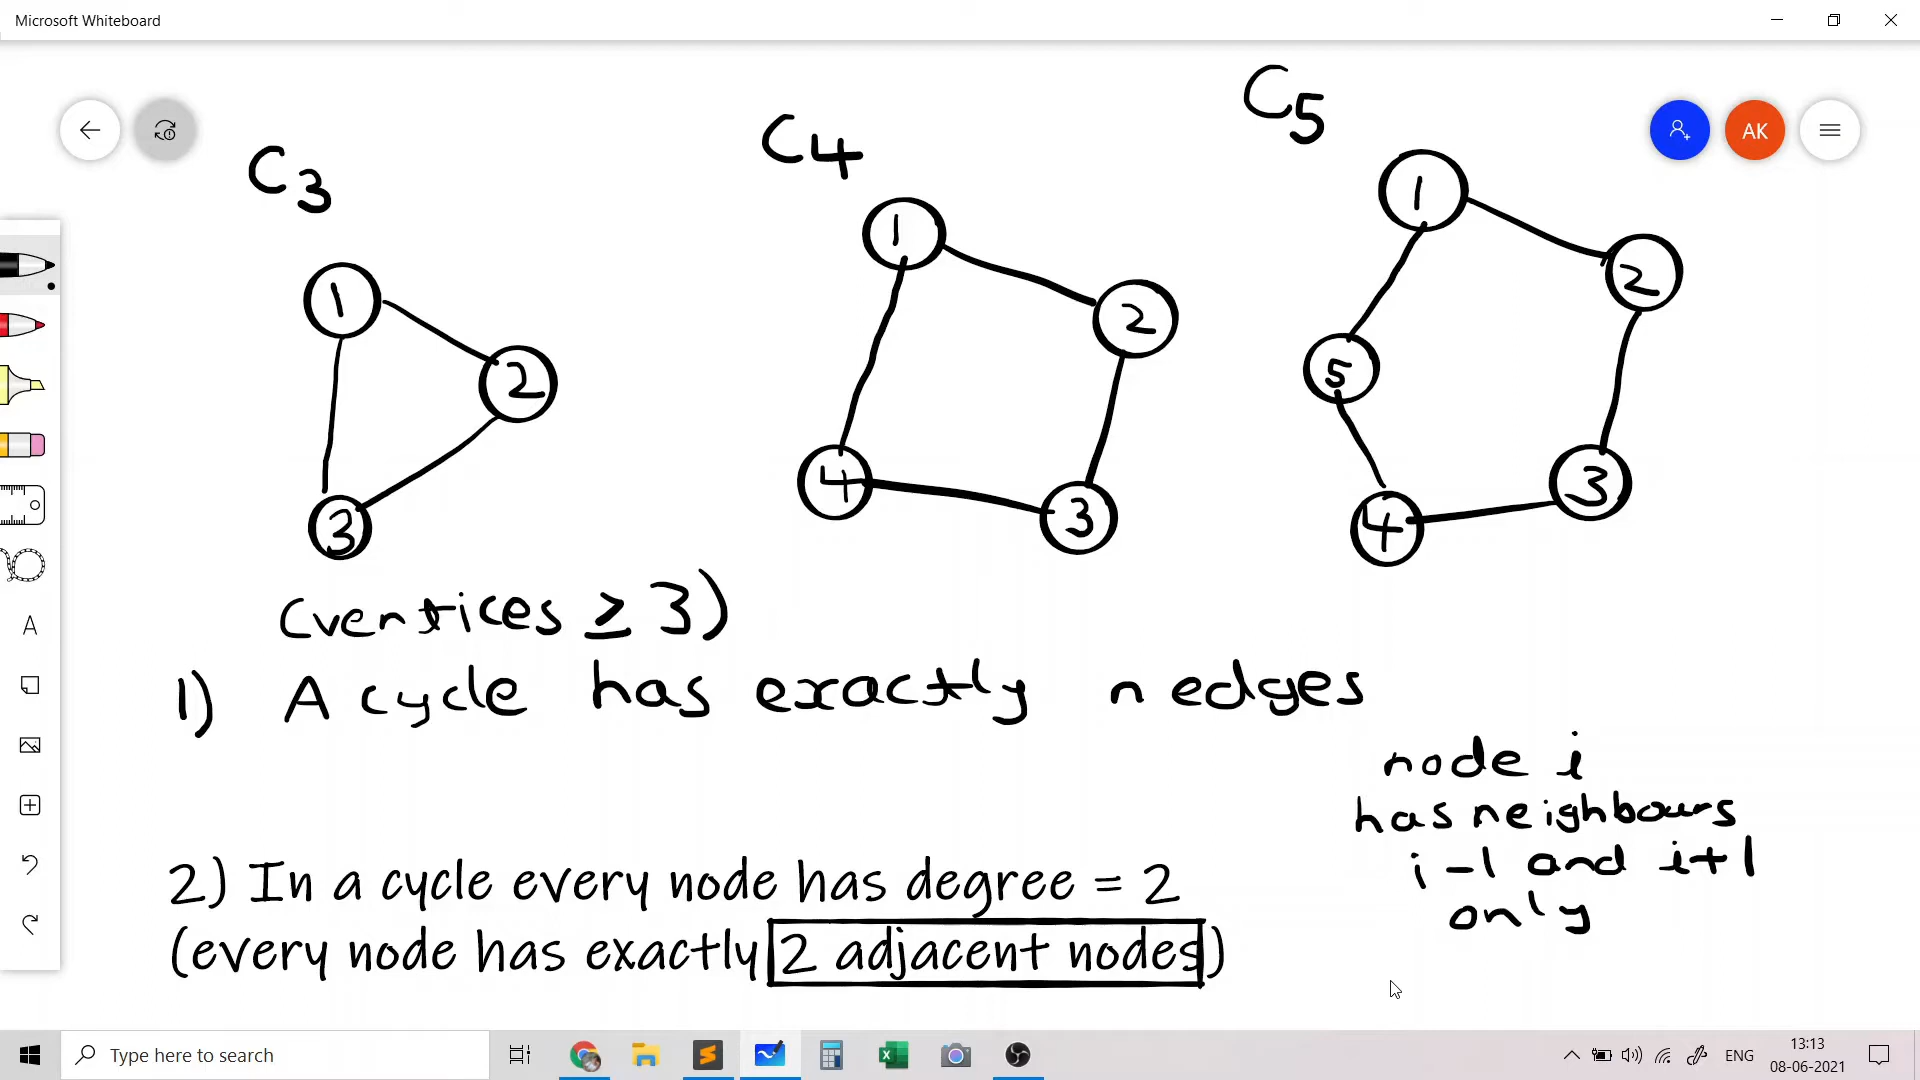 Microsoft Whiteboard
C5
C4
C3
AK
1
2
3
1
2
4
3
1
2
5
3
4
(vertices ≥ 3)
1) A cycle has exactly n edges
node i
has neighbours
i-1 and i+1
only
2) In a cycle every node has degree = 2
(every node has exactly 2 adjacent nodes)
A
Type here to search
ENG
13:13
08-06-2021